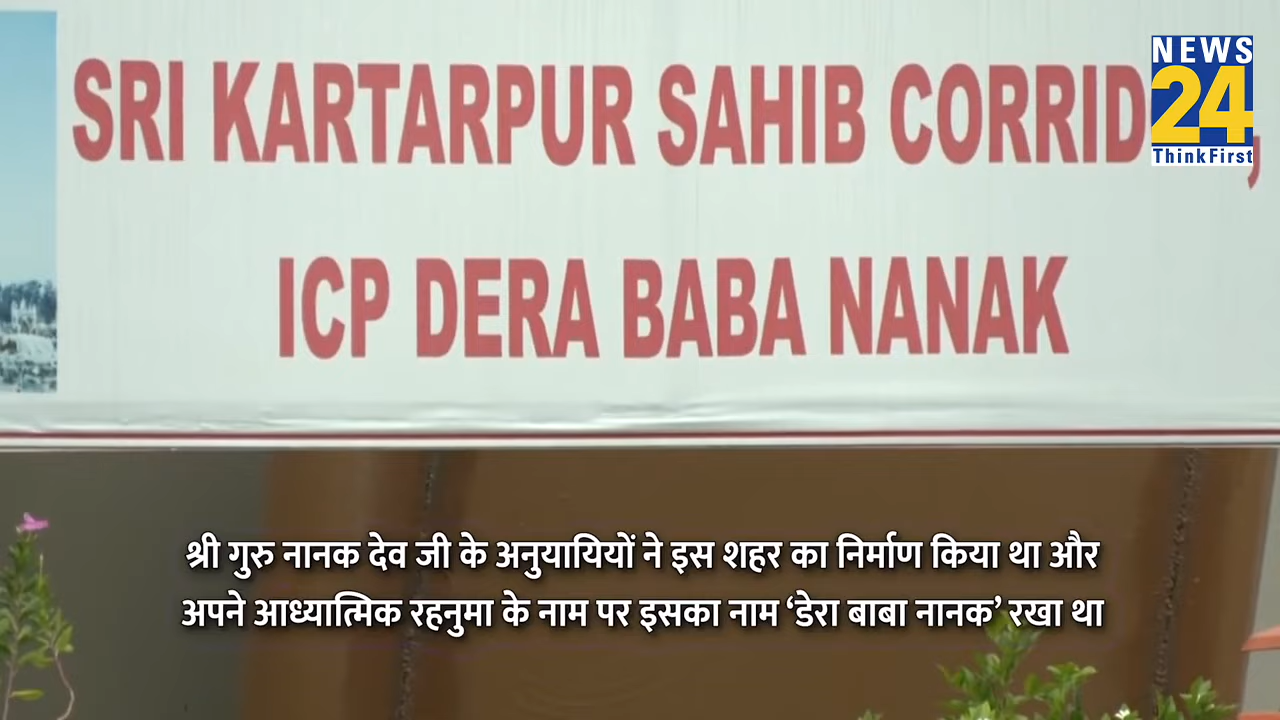 SRI KARTARPUR SAHIB CORRID ,
ICP DERA BABA NANAK
NEWS
24
ThinkFirst
श्री गुरु नानक देव जी के अनुयायियों ने इस शहर का निर्माण किया था और
अपने आध्यात्मिक रहनुमा के नाम पर इसका नाम ‘डेरा बाबा नानक’ रखा था